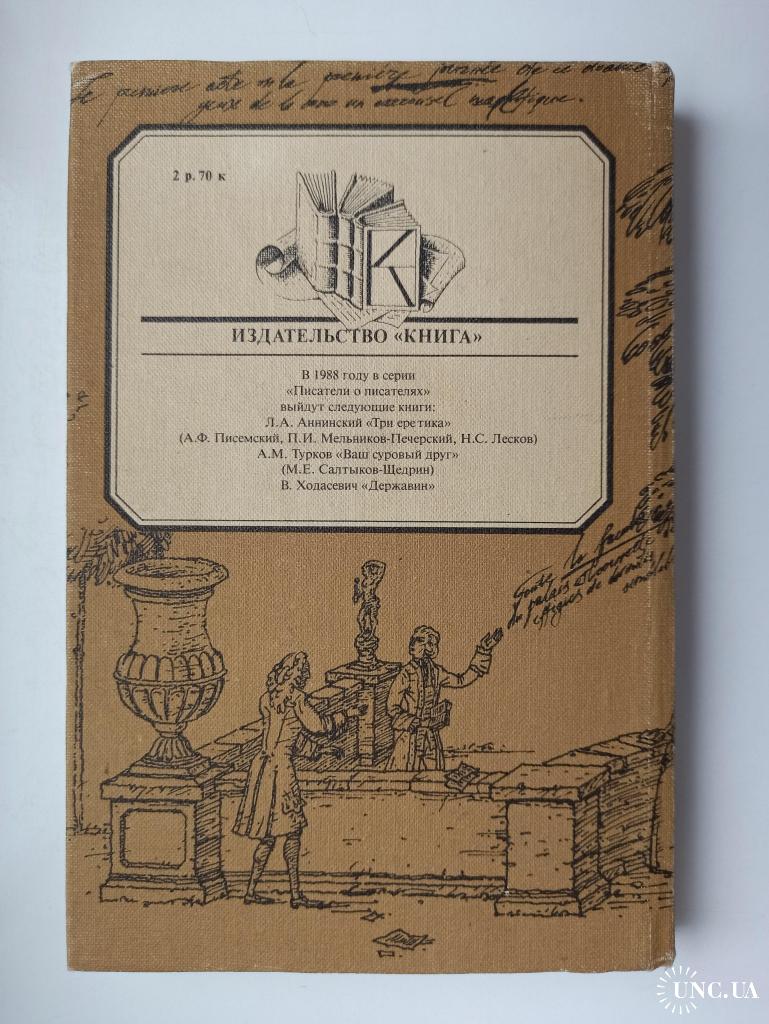 2 р. 70 к
К
ИЗДАТЕЛЬСТВО «КНИГА»
В 1988 году в серии
«Писатели о писателях»
выйдут следующие книги:
Л.А. Аннинский «Три еретика»
(А.Ф. Писемский, П.И. Мельников-Печерский, Н.С. Лесков)
А.М. Турков «Ваш суровый друг»
(М.Е. Салтыков-Щедрин)
В. Ходасевич «Державин»
UNC.UA